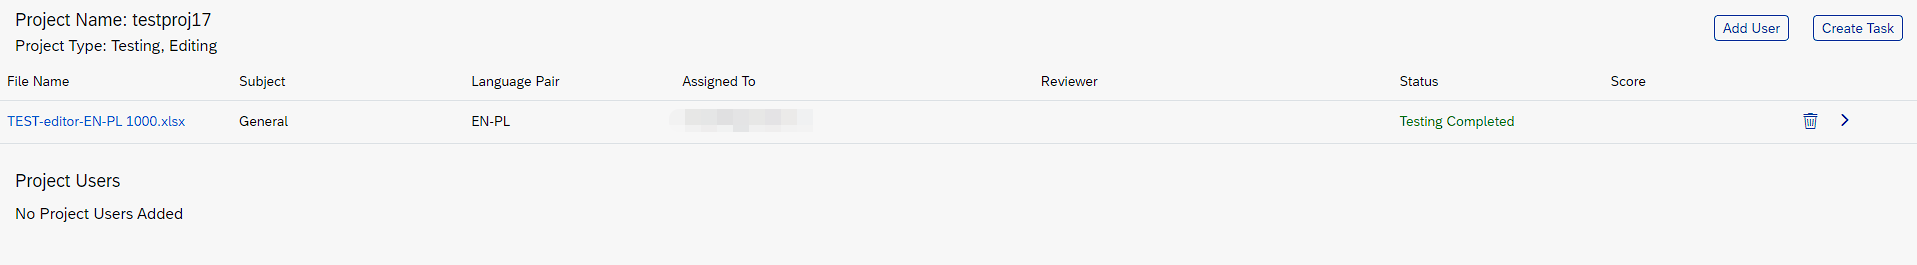 Project Name: testproj17
Project Type: Testing, Editing
Add User
Create Task
File Name Subject Language Pair Assigned To Reviewer Status Score
TEST-editor-EN-PL 1000.xlsx General EN-PL Testing Completed
Project Users
No Project Users Added